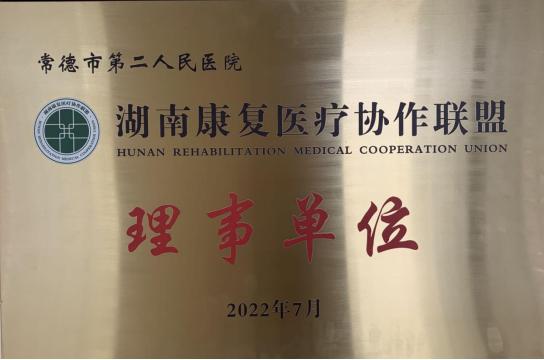 常德市第二人民医院
湖南康复医疗协作联盟
HUNAN REHABILITATION MEDICAL COOPERATION UNION
理事单位
2022年7月